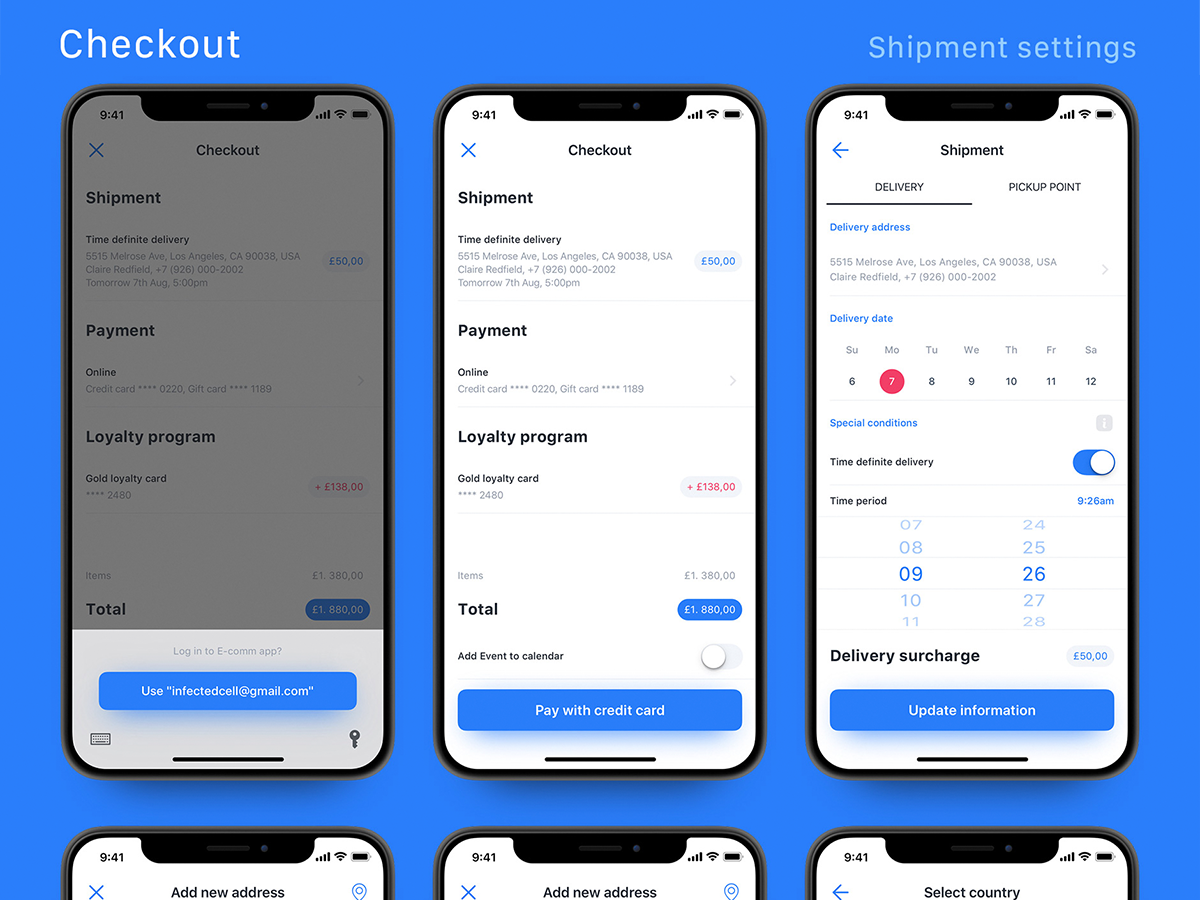 Checkout
Shipment settings
9:41
Checkout
Shipment
Time definite delivery
5515 Melrose Ave, Los Angeles, CA 90038, USA
Claire Redfield, +7 (926) 000-2002
Tomorrow 7th Aug, 5:00pm
£50,00
Payment
Online
Credit card **** 0220, Gift card **** 1189
Loyalty program
Gold loyalty card
**** 2480
+ £138,00
Items £1. 380,00
Total £1. 880,00
Log in to E-comm app?
Use "infectedcell@gmail.com"
9:41
Checkout
Shipment
Time definite delivery
5515 Melrose Ave, Los Angeles, CA 90038, USA
Claire Redfield, +7 (926) 000-2002
Tomorrow 7th Aug, 5:00pm
£50,00
Payment
Online
Credit card **** 0220, Gift card **** 1189
Loyalty program
Gold loyalty card
**** 2480
+ £138,00
Items £1. 380,00
Total £1. 880,00
Add Event to calendar
Pay with credit card
9:41
Shipment
DELIVERY PICKUP POINT
Delivery address
5515 Melrose Ave, Los Angeles, CA 90038, USA
Claire Redfield, +7 (926) 000-2002
Delivery date
Su Mo Tu We Th Fr Sa
6 7 8 9 10 11 12
Special conditions
Time definite delivery
Time period 9:26am
07 24
08 25
09 26
10 27
11 28
Delivery surcharge £50,00
Update information
9:41
Add new address
9:41
Add new address
9:41
Select country